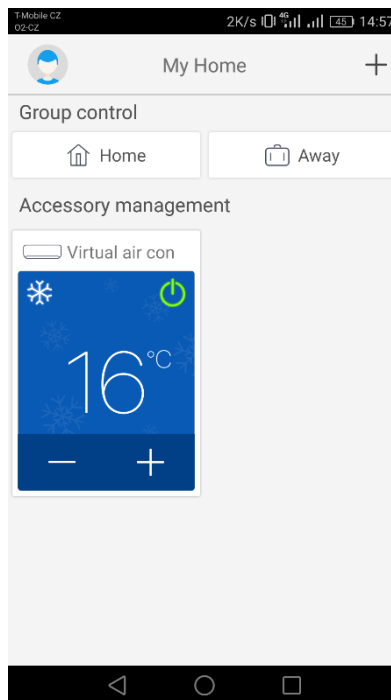 T-Mobile CZ
O2-CZ
2K/s 4G 45 14:57
My Home
Group control
Home Away
Accessory management
Virtual air con
16°C